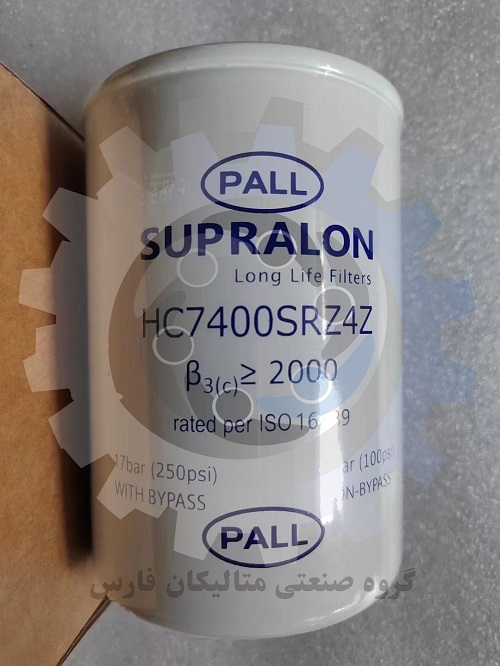 PALL
SUPRALON
Long Life Filters
HC7400SRZ4Z
β3(c)≥ 2000
rated per ISO
17bar (250psi)
(100psi)
WITH BYPASS
PALL
گروه صنعتی متالیکان فارس